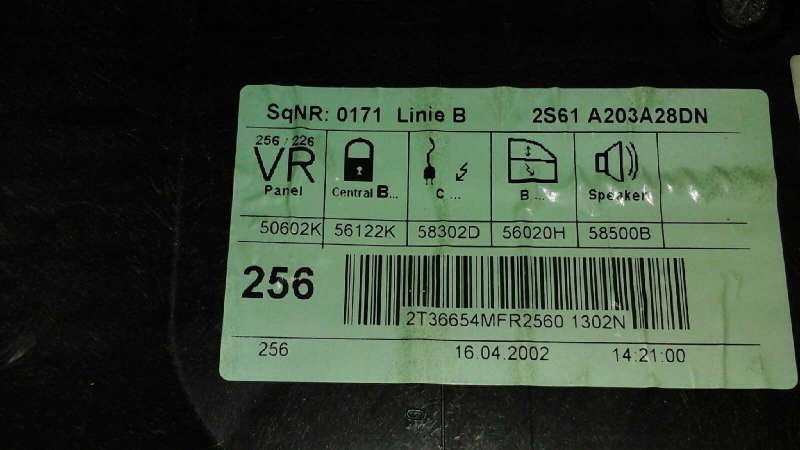 SqNR: 0171 Linie B 2S61 A203A28DN
256 / 226
VR
Panel Central B... C ... B ... Speaker
50602K 56122K 58302D 56020H 58500B
256
2T36654MFR2560 1302N
256 16.04.2002 14:21:00